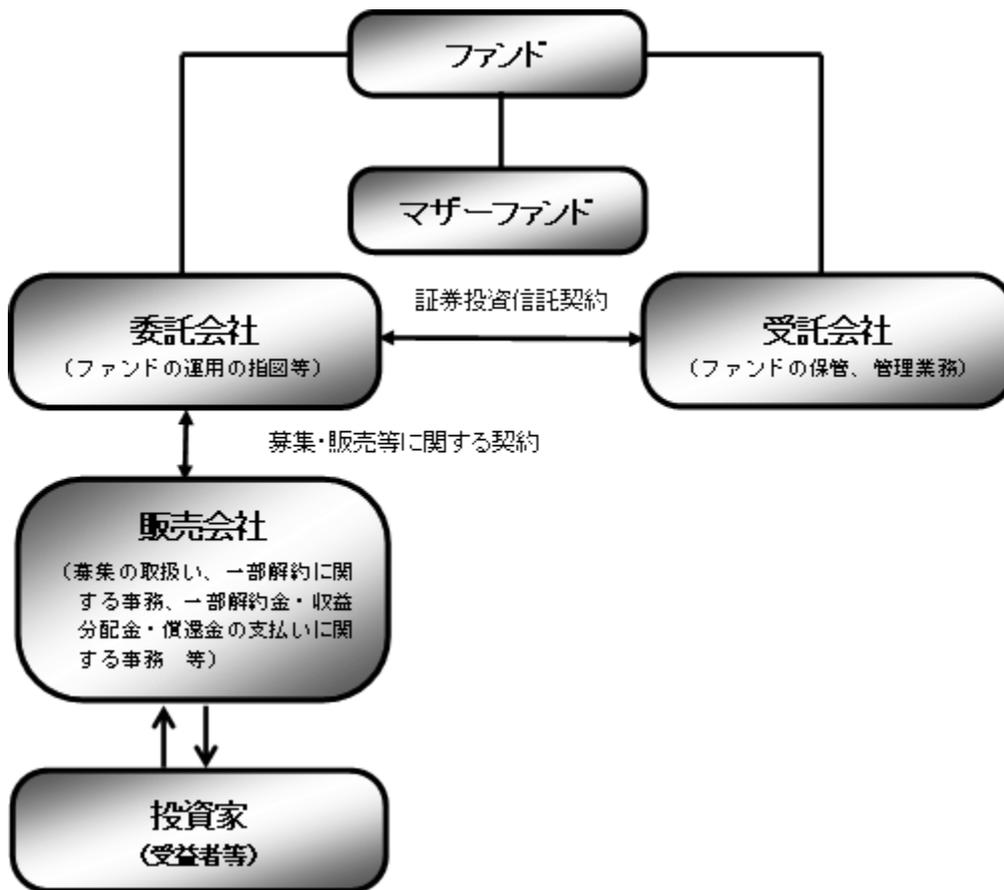 ファンド
マザーファンド
委託会社
（ファンドの運用の指図等）
証券投資信託契約
受託会社
（ファンドの保管、管理業務）
募集・販売等に関する契約
販売会社
（募集の取扱い、一部解約に関
する事務、一部解約金・収益
分配金・償還金の支払いに関
する事務　等）
投資家
（受益者等）